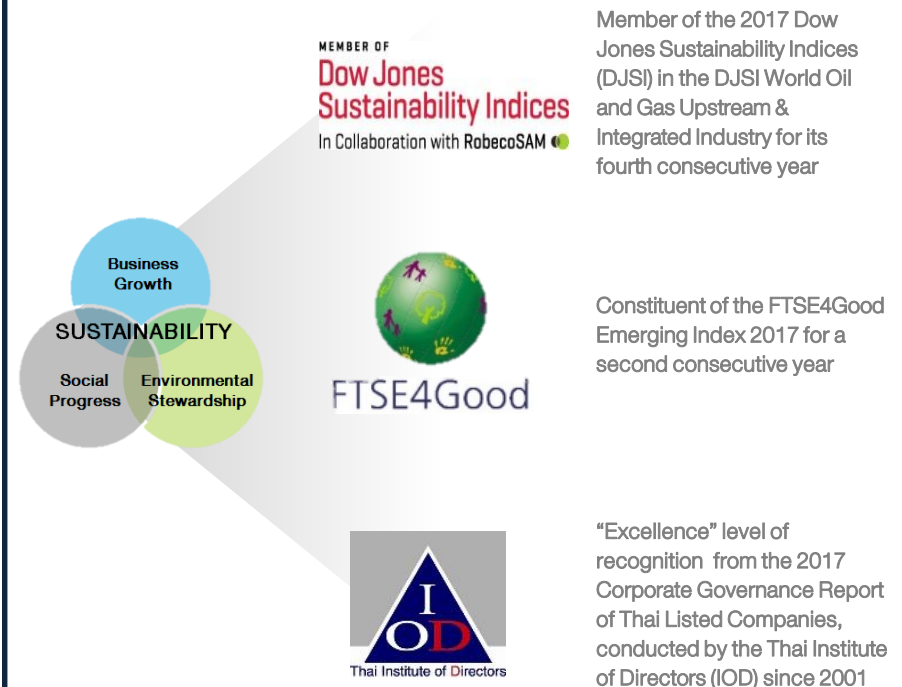 MEMBER OF
Dow Jones
Sustainability Indices
In Collaboration with RobecoSAM
Member of the 2017 Dow
Jones Sustainability Indices
(DJSI) in the DJSI World Oil
and Gas Upstream &
Integrated Industry for its
fourth consecutive year
Business
Growth
SUSTAINABILITY
Social
Progress
Environmental
Stewardship
FTSE4Good
Constituent of the FTSE4Good
Emerging Index 2017 for a
second consecutive year
I
OD
Thai Institute of Directors
“Excellence” level of
recognition from the 2017
Corporate Governance Report
of Thai Listed Companies,
conducted by the Thai Institute
of Directors (IOD) since 2001